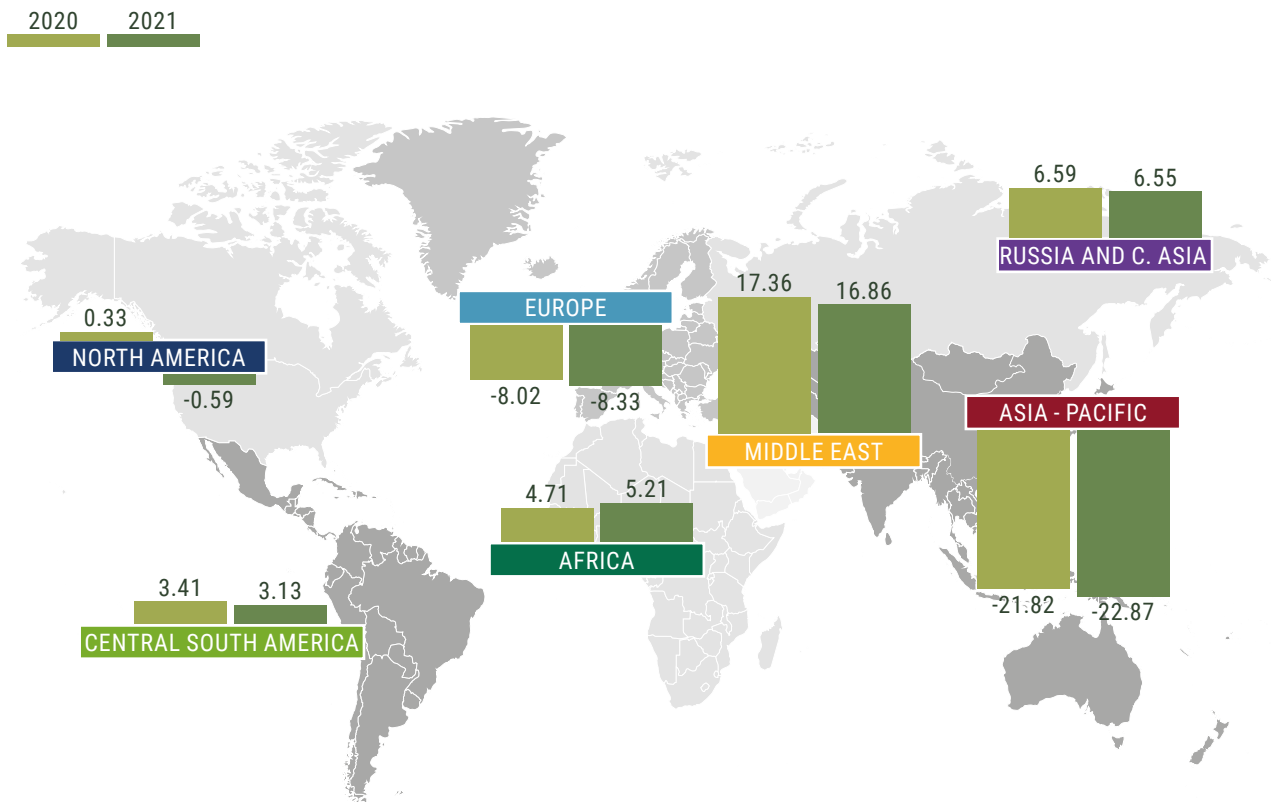 2020 2021
6.59 6.55
RUSSIA AND C. ASIA
17.36 16.86
EUROPE
0.33
NORTH AMERICA
-0.59
-8.02 -8.33
ASIA - PACIFIC
MIDDLE EAST
4.71 5.21
AFRICA
3.41 3.13
-21.82 -22.87
CENTRAL SOUTH AMERICA